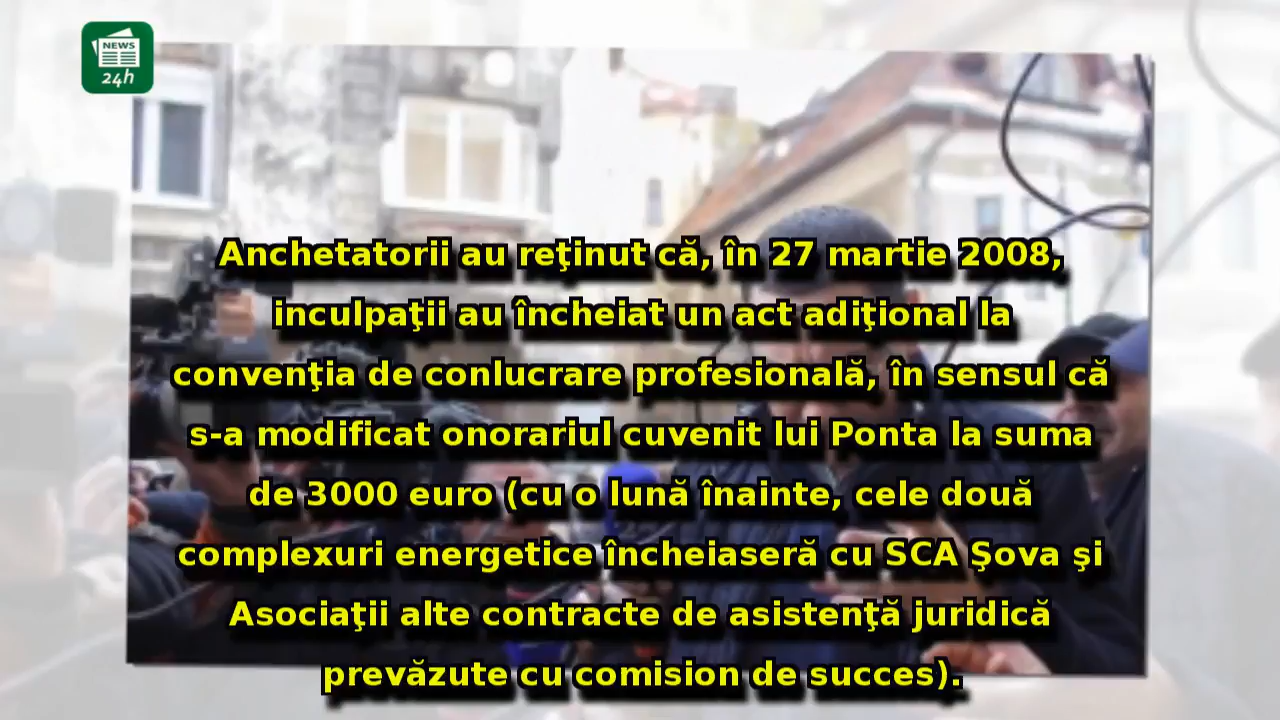 NEWS
24h
Anchetatorii au reţinut că, în 27 martie 2008,
inculpaţii au încheiat un act adiţional la
convenţia de conlucrare profesională, în sensul că
s-a modificat onorariul cuvenit lui Ponta la suma
de 3000 euro (cu o lună înainte, cele două
complexuri energetice încheiaseră cu SCA Şova şi
Asociaţii alte contracte de asistenţă juridică
prevăzute cu comision de succes).